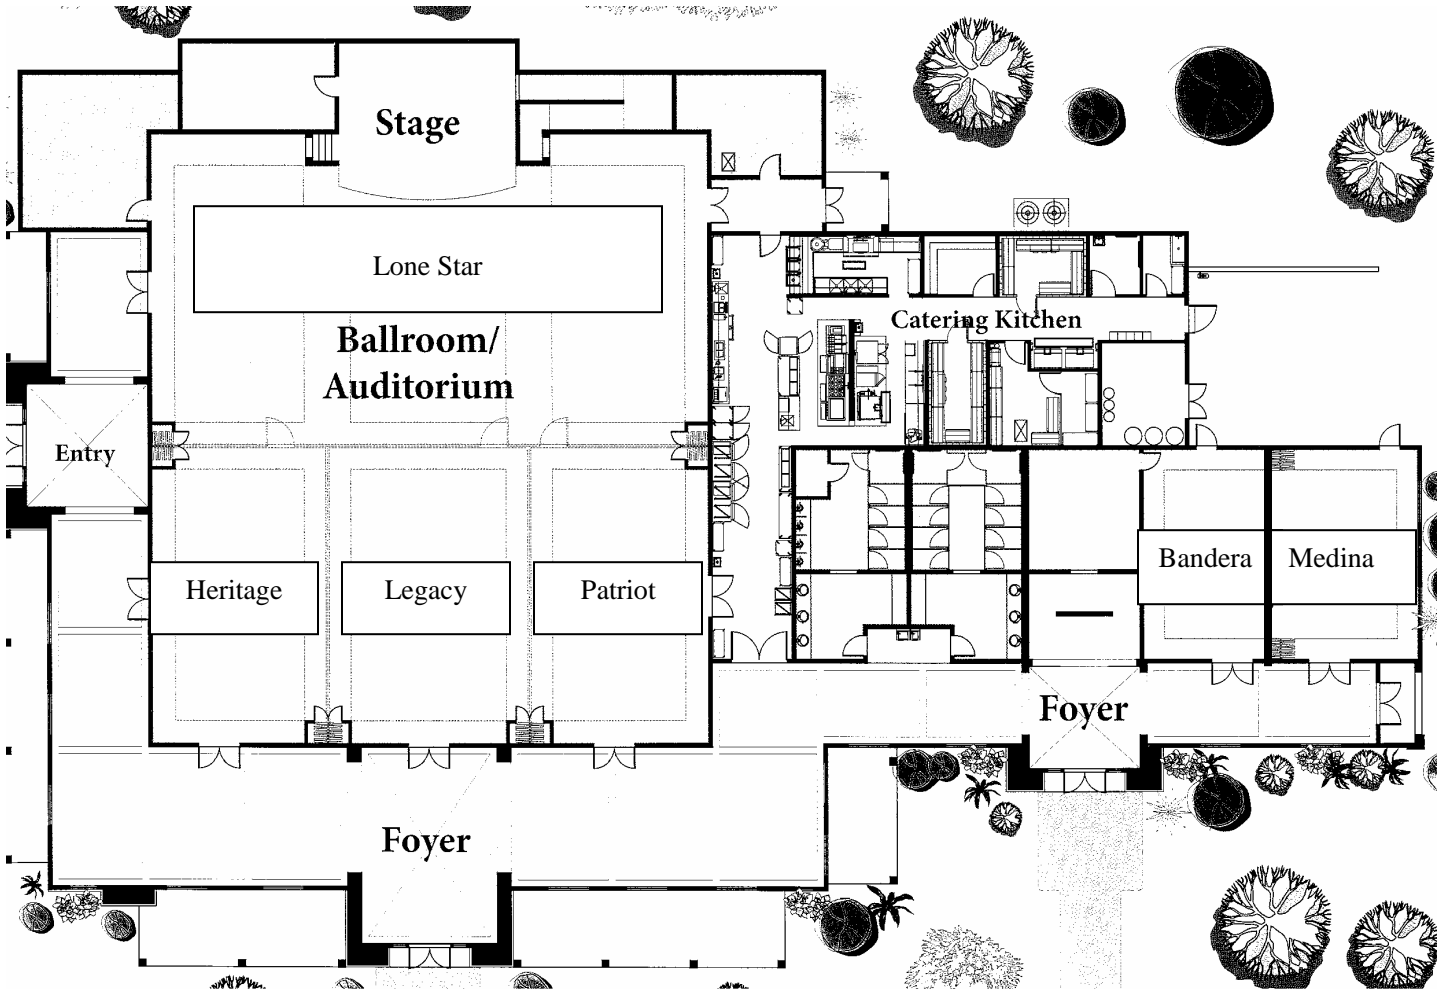 Stage
Lone Star
Ballroom/
Auditorium
Catering Kitchen
Entry
Heritage
Legacy
Patriot
Bandera
Medina
Foyer
Foyer